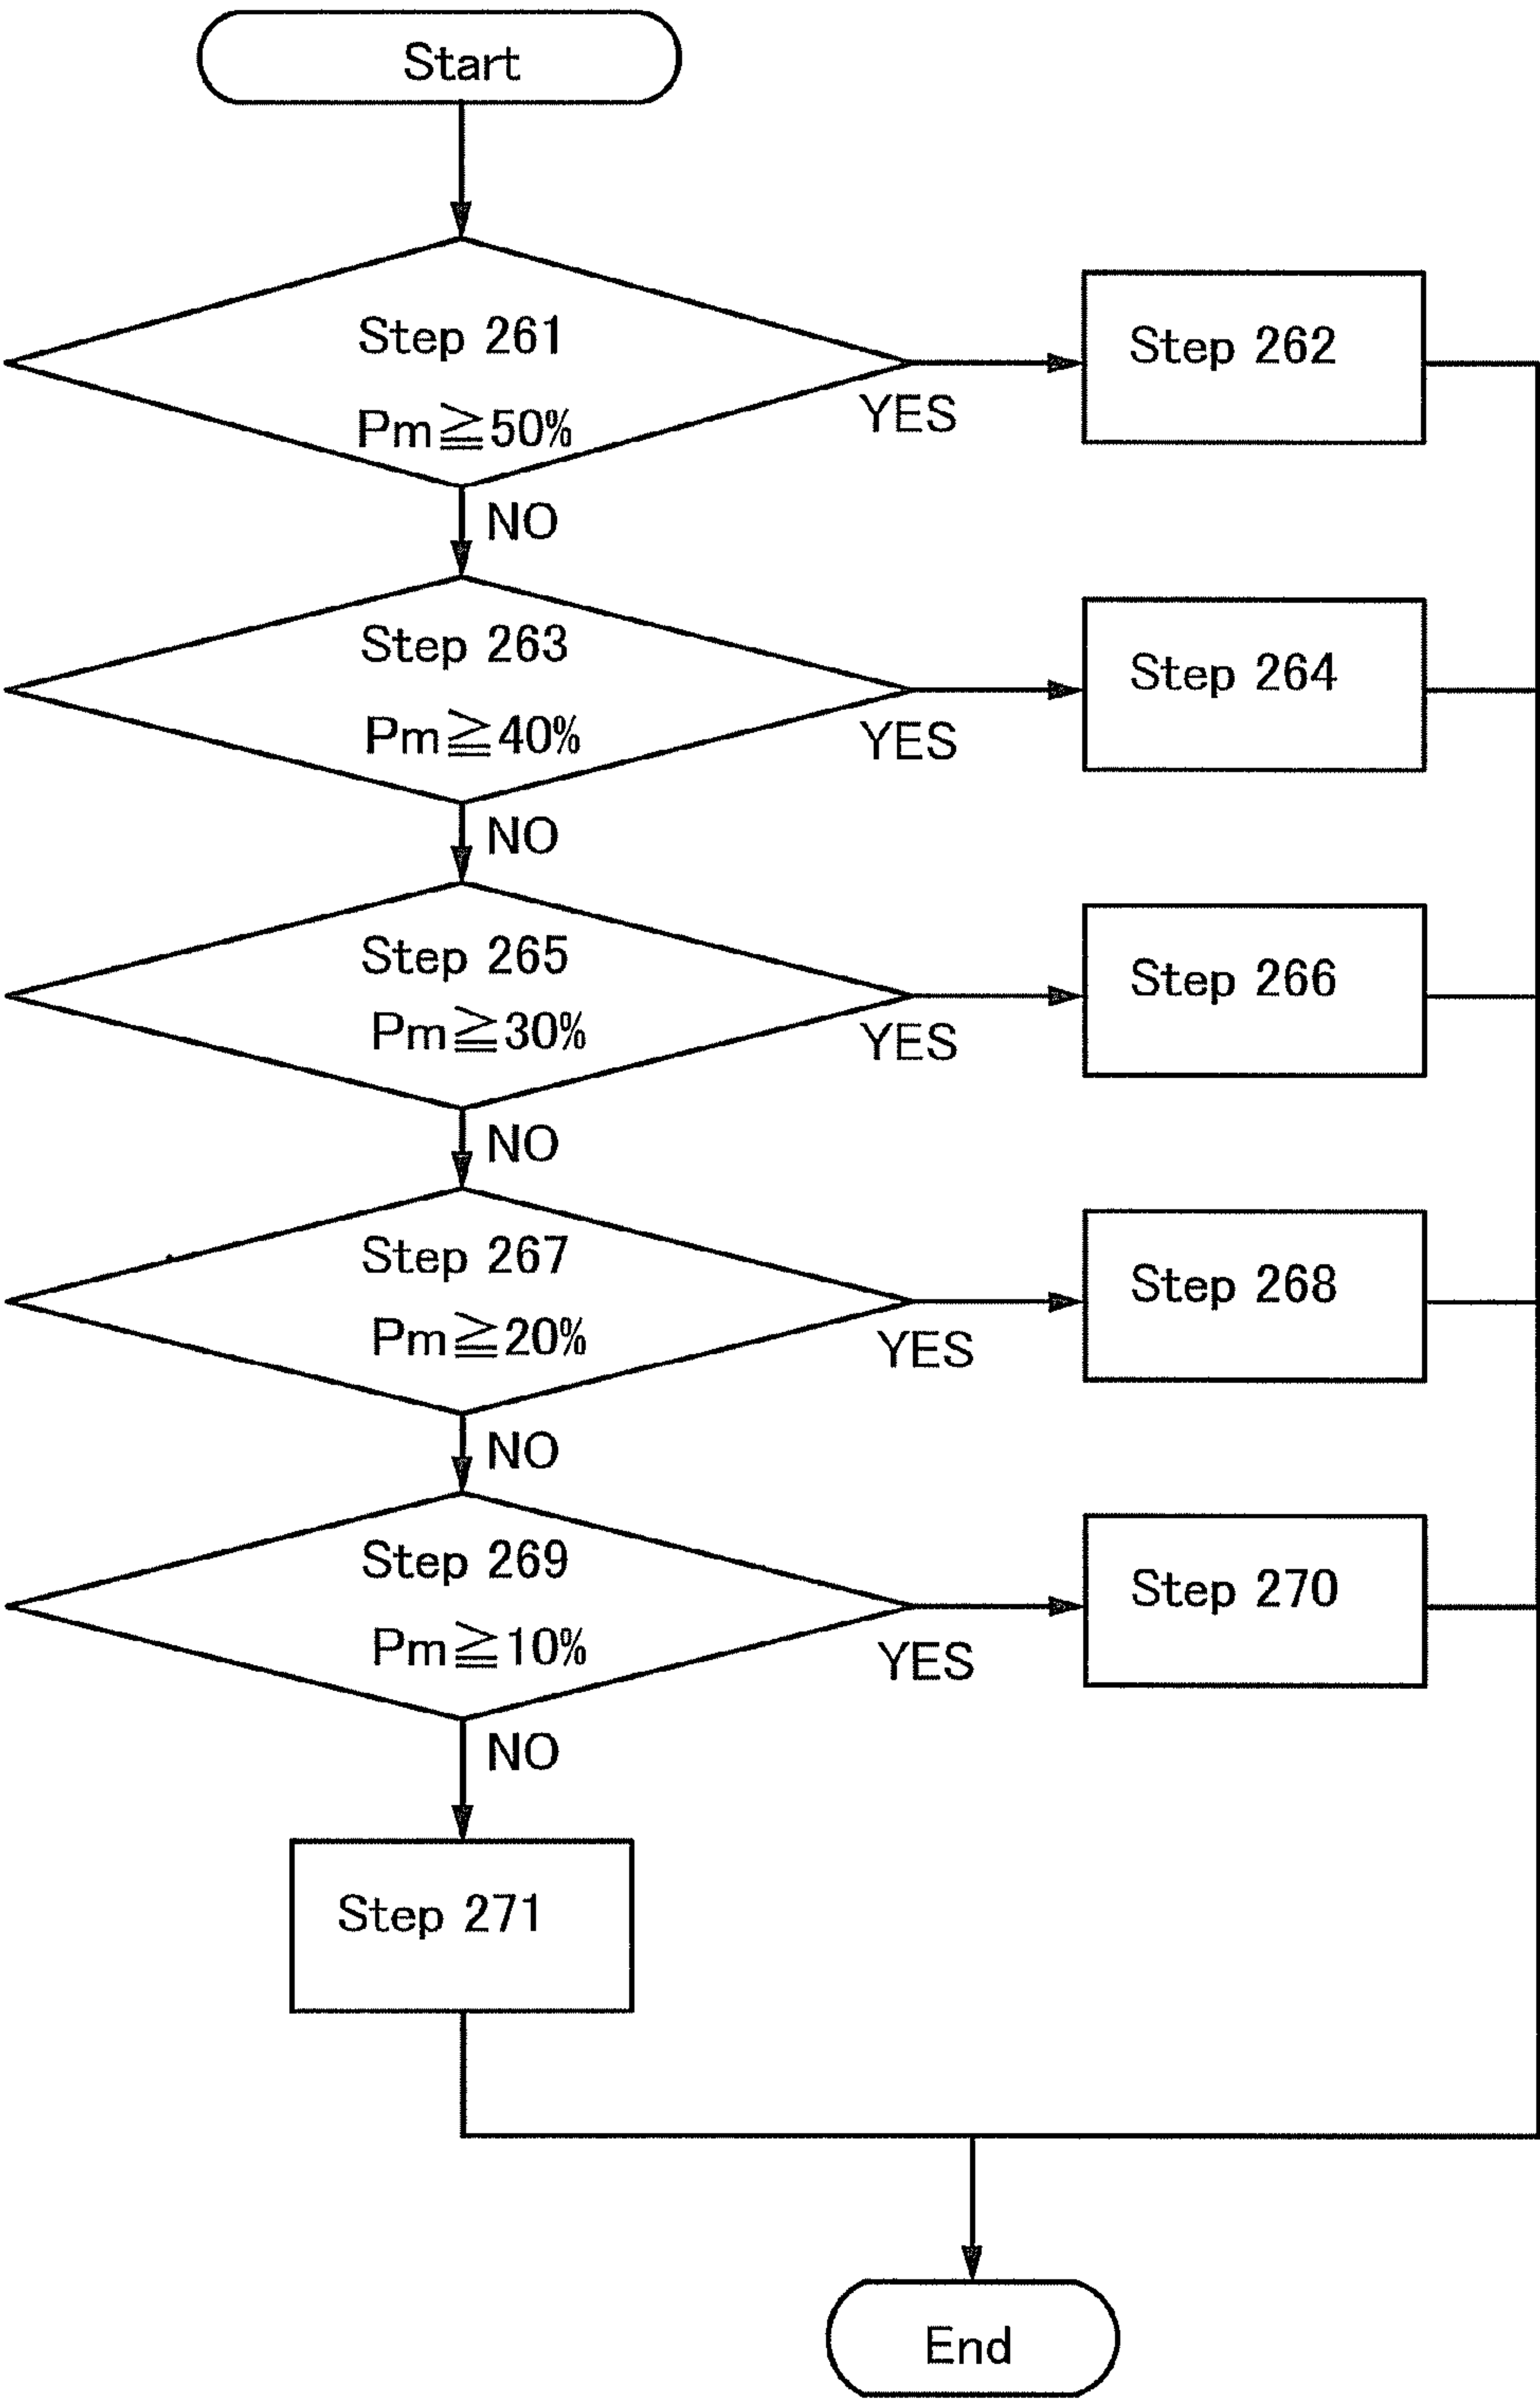 Start
Step 261
Pm≧50%
YES
Step 262
NO
Step 263
Pm≧40%
YES
Step 264
NO
Step 265
Pm≧30%
YES
Step 266
NO
Step 267
Pm≧20%
YES
Step 268
NO
Step 269
Pm≧10%
YES
Step 270
NO
Step 271
End